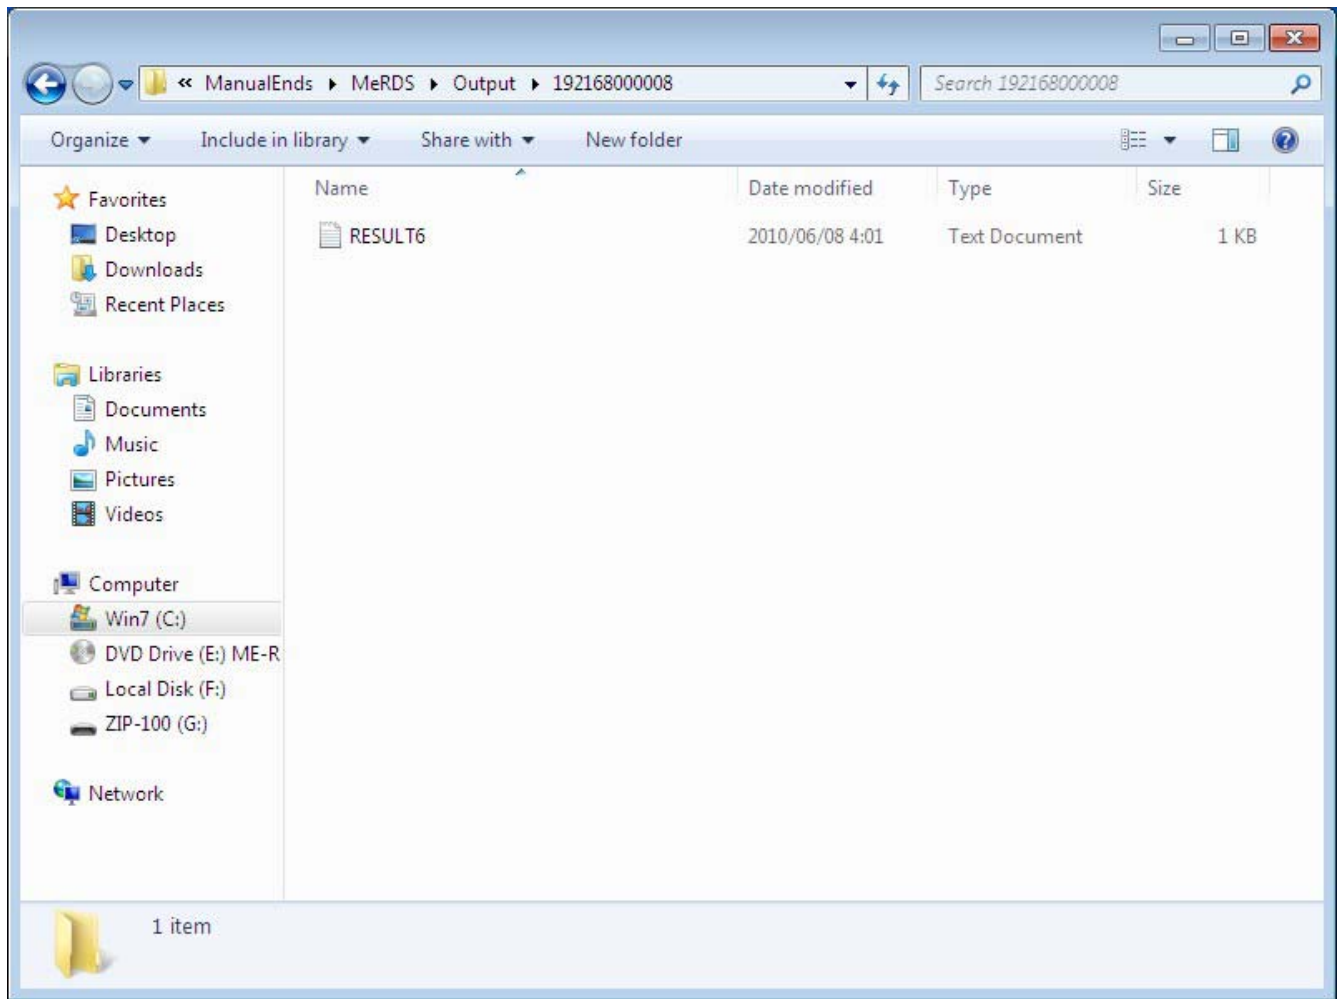 « ManualEnds ▸ MeRDS ▸ Output ▸ 192168000008
Search 192168000008
Organize Include in library Share with New folder
Name Date modified Type Size
RESULT6 2010/06/08 4:01 Text Document 1 KB
Favorites
Desktop
Downloads
Recent Places
Libraries
Documents
Music
Pictures
Videos
Computer
Win7 (C:)
DVD Drive (E:) ME-R
Local Disk (F:)
ZIP-100 (G:)
Network
1 item